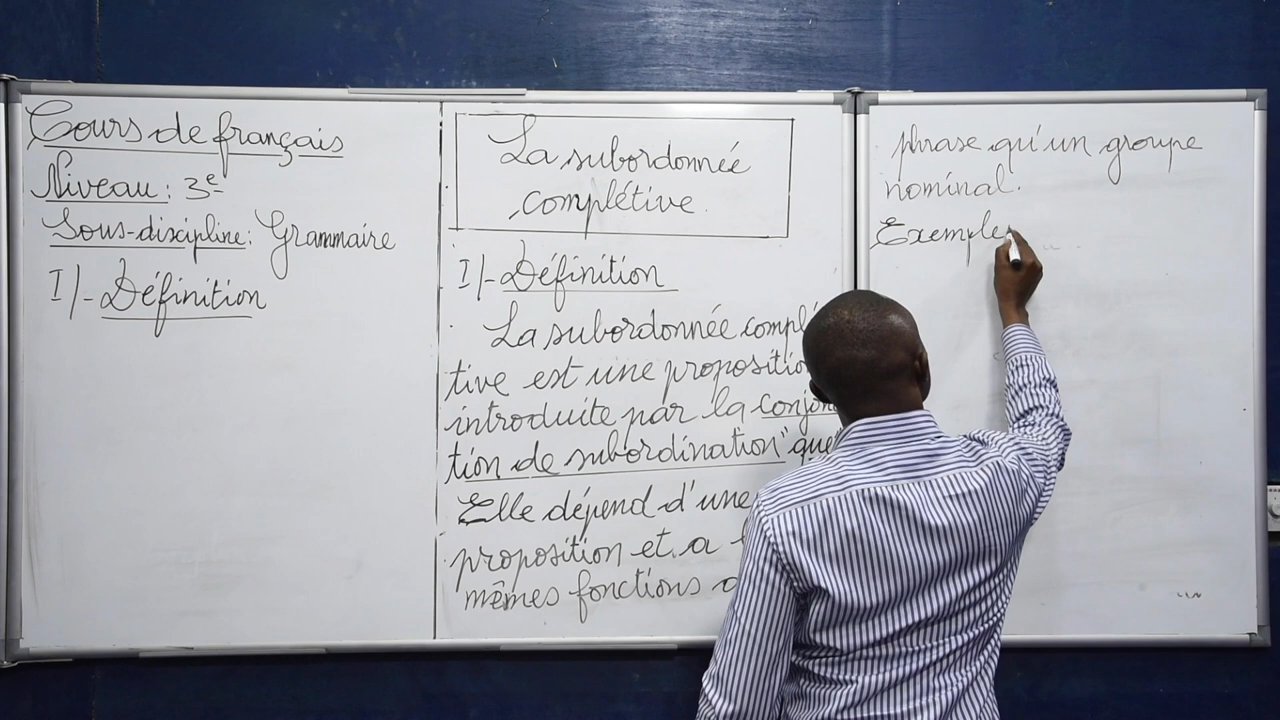 Cours de français
Niveau : 3e
Sous-discipline : Grammaire
I/- Définition
La subordonnée
complétive.
I/- Définition
La subordonnée complé
tive est une proposition
introduite par la conjonc
tion de subordination "que
Elle dépend d'une
proposition et a
mêmes fonctions
phrase qu'un groupe
nominal.
Exemple